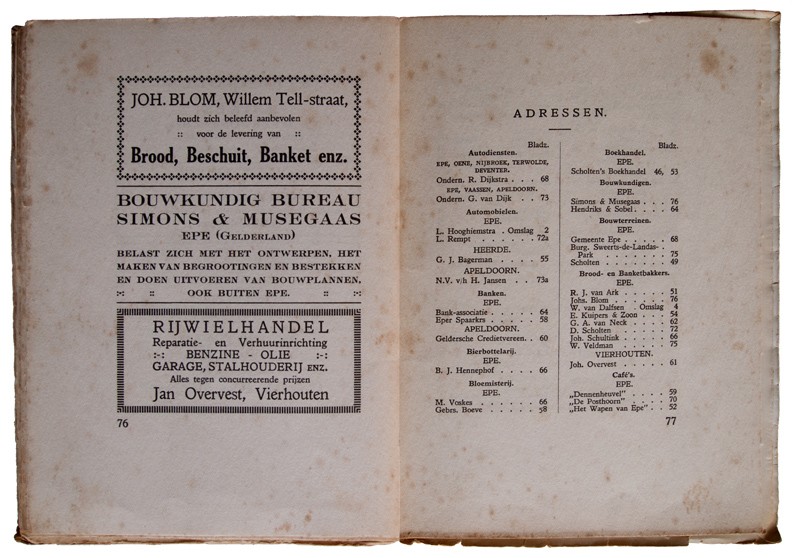 JOH. BLOM, Willem Tell-straat,
houdt zich beleefd aanbevolen
:: voor de levering van ::
Brood, Beschuit, Banket enz.
BOUWKUNDIG BUREAU
SIMONS & MUSEGAAS
EPE (GELDERLAND)
BELAST ZICH MET HET ONTWERPEN, HET
MAKEN VAN BEGROOTINGEN EN BESTEKKEN
EN DOEN UITVOEREN VAN BOUWPLANNEN,
:-: :: OOK BUITEN EPE. :: :-:
RIJWIELHANDEL
Reparatie- en Verhuurinrichting
:-: BENZINE - OLIE :-:
GARAGE, STALHOUDERIJ ENZ.
Alles tegen concurreerende prijzen
Jan Overvest, Vierhouten
76
ADRESSEN.
Bladz.
Autodiensten.
EPE, OENE, NIJBROEK, TERWOLDE,
DEVENTER.
Ondern. R. Dijkstra . . . 68
EPE, VAASSEN, APELDOORN.
Ondern. G. van Dijk . . 73
Automobielen.
EPE.
L. Hooghiemstra . Omslag 2
L. Rempt . . . . . . 72a
HEERDE.
G. J. Bagerman . . . . 55
APELDOORN.
N.V. v/h H. Jansen . . 73a
Banken.
EPE.
Bank-associatie . . . . 64
Eper Spaarkrs . . . . . 58
APELDOORN.
Geldersche Credietvereen. . 60
Bierbottelarij.
EPE.
B. J. Hennephof . . . . 66
Bloemisterij.
EPE.
M. Voskes . . . . . . 66
Gebrs. Boeve . . . . . 58
Bladz.
Boekhandel.
EPE.
Scholten's Boekhandel 46, 53
Bouwkundigen.
EPE.
Simons & Musegaas . . . 76
Hendriks & Sobel . . . . 64
Bouwterreinen.
EPE.
Gemeente Epe . . . . . 68
Burg. Sweerts-de-Landas- .
Park . . . . . . . 75
Scholten . . . . . . . 49
Brood- en Banketbakkers.
EPE.
R. J. van Ark . . . . . 51
Johs. Blom . . . . . . 76
W. van Dalfsen . Omslag 4
E. Kuipers & Zoon . . . 54
G. A. van Neck . . . . 62
D. Scholten . . . . . . 72
Joh. Schultink . . . . . 66
W. Veldman . . . . . 75
VIERHOUTEN.
Joh. Overvest . . . . . 61
Café's.
EPE.
„Dennenheuvel" . . . . 59
„De Posthoorn" . . . . 70
„Het Wapen van Epe" . . 52
77